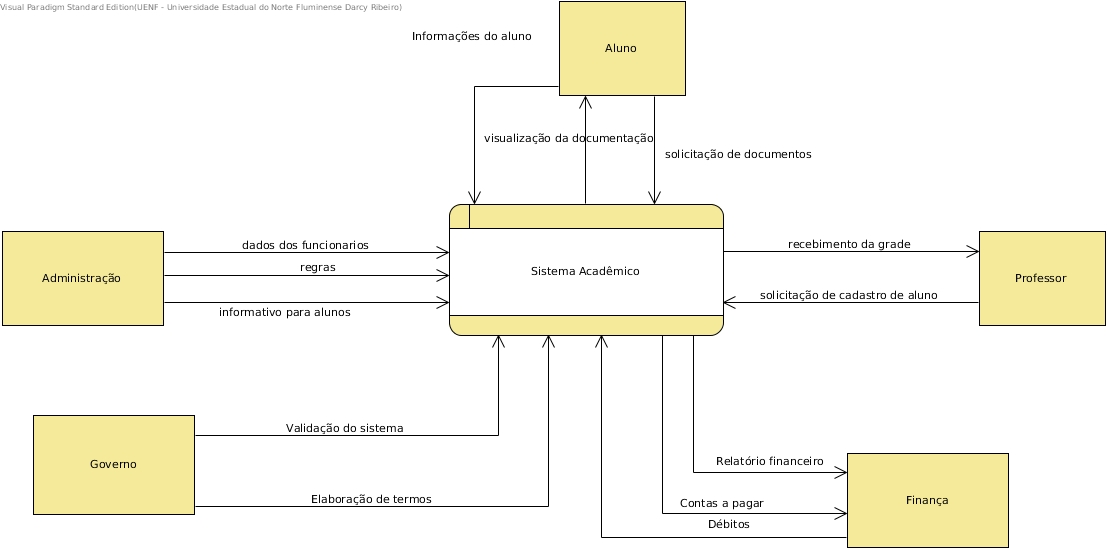 Visual Paradigm Standard Edition(UENF - Universidade Estadual do Norte Fluminense Darcy Ribeiro)
Informações do aluno
Aluno
visualização da documentação
solicitação de documentos
dados dos funcionarios
recebimento da grade
regras
Sistema Acadêmico
Administração
Professor
solicitação de cadastro de aluno
informativo para alunos
Validação do sistema
Governo
Relatório financeiro
Elaboração de termos
Contas a pagar
Finança
Débitos